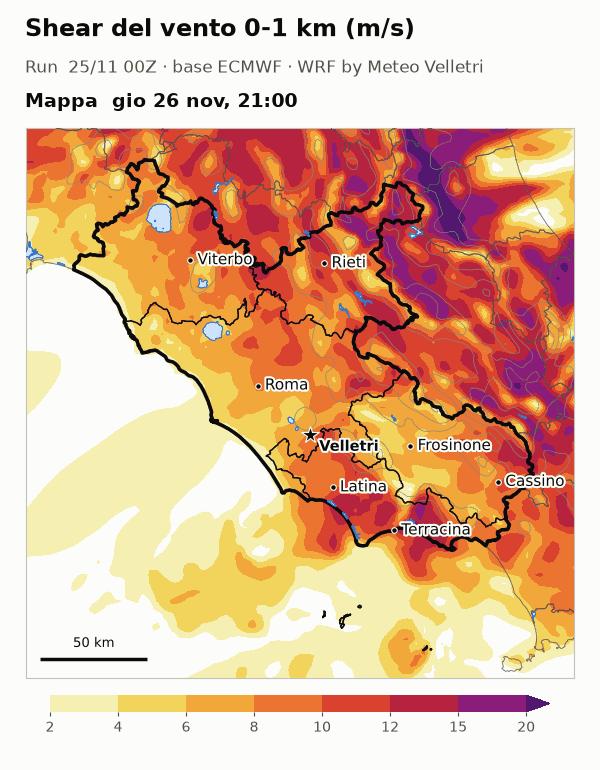 Shear del vento 0-1 km (m/s)
Run  25/11 00Z · base ECMWF · WRF by Meteo Velletri
Mappa  gio 26 nov, 21:00
Viterbo
Rieti
Roma
Velletri
Frosinone
Latina
Cassino
Terracina
50 km
2 4 6 8 10 12 15 20